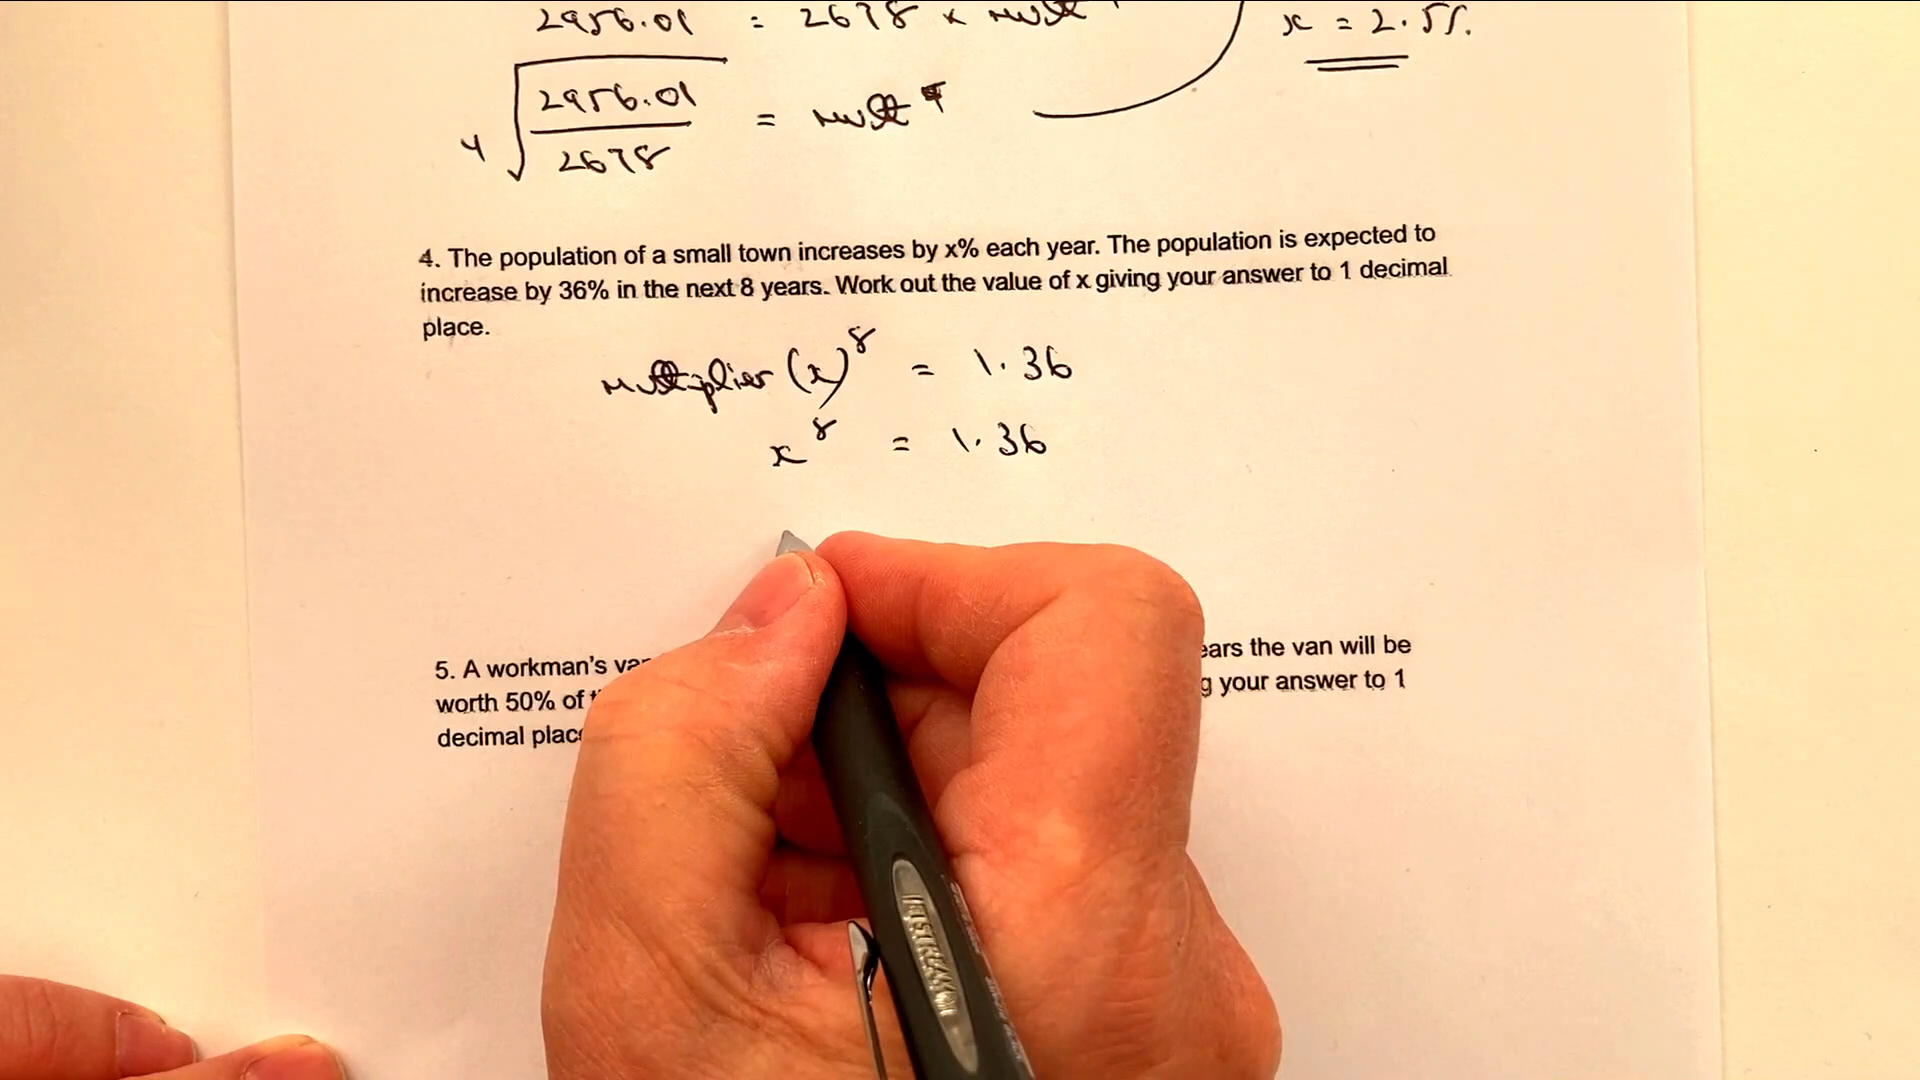 2956.01 = 2678 x mult
x = 2.55.
2956.01
4√ = mult 4
2678
4. The population of a small town increases by x% each year. The population is expected to
increase by 36% in the next 8 years. Work out the value of x giving your answer to 1 decimal
place.
Multiplier (x)⁸ = 1.36
x⁸ = 1.36
5. A workman's ears the van will be
worth 50% of g your answer to 1
decimal
JETSTREAM